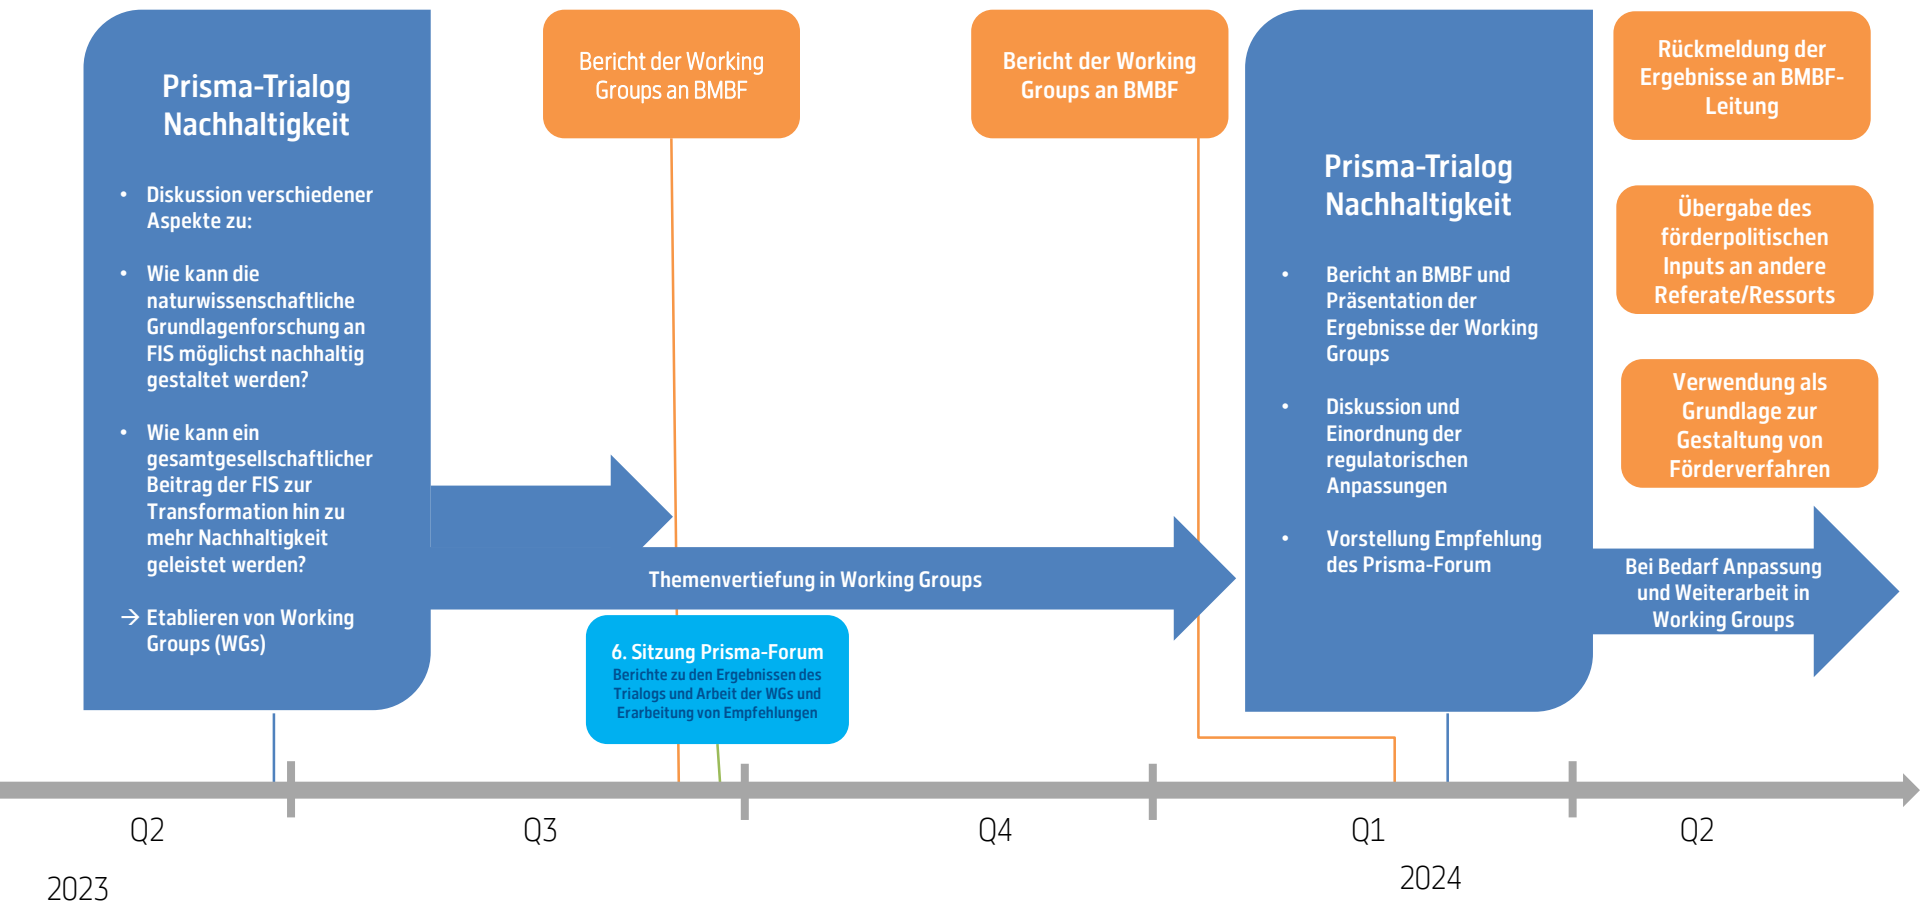 Prisma-Trialog
Nachhaltigkeit
• Diskussion verschiedener
Aspekte zu:
• Wie kann die
naturwissenschaftliche
Grundlagenforschung an
FIS möglichst nachhaltig
gestaltet werden?
• Wie kann ein
gesamtgesellschaftlicher
Beitrag der FIS zur
Transformation hin zu
mehr Nachhaltigkeit
geleistet werden?
→ Etablieren von Working
Groups (WGs)
Bericht der Working
Groups an BMBF
Bericht der Working
Groups an BMBF
Themenvertiefung in Working Groups
6. Sitzung Prisma-Forum
Berichte zu den Ergebnissen des
Trialogs und Arbeit der WGs und
Erarbeitung von Empfehlungen
Prisma-Trialog
Nachhaltigkeit
• Bericht an BMBF und
Präsentation der
Ergebnisse der Working
Groups
• Diskussion und
Einordnung der
regulatorischen
Anpassungen
• Vorstellung Empfehlung
des Prisma-Forum
Rückmeldung der
Ergebnisse an BMBF-
Leitung
Übergabe des
förderpolitischen
Inputs an andere
Referate/Ressorts
Verwendung als
Grundlage zur
Gestaltung von
Förderverfahren
Bei Bedarf Anpassung
und Weiterarbeit in
Working Groups
Q2
Q3
Q4
Q1
Q2
2023
2024